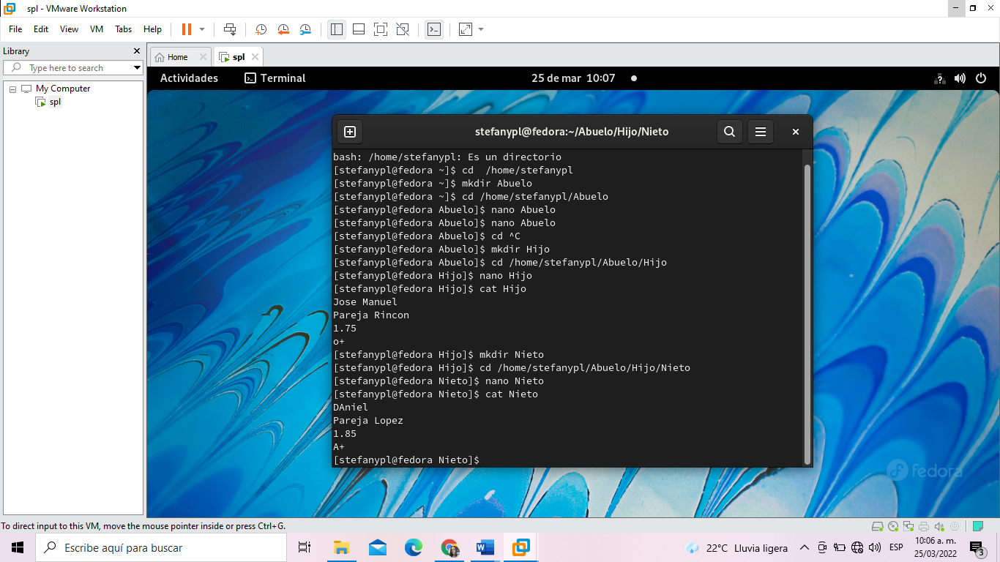 spl - VMware Workstation
File Edit View VM Tabs Help
Library
Type here to search
My Computer
spl
Home
spl
Actividades
Terminal
25 de mar 10:07
stefanypl@fedora:~/Abuelo/Hijo/Nieto
bash: /home/stefanypl: Es un directorio
[stefanypl@fedora ~]$ cd  /home/stefanypl
[stefanypl@fedora ~]$ mkdir Abuelo
[stefanypl@fedora ~]$ cd /home/stefanypl/Abuelo
[stefanypl@fedora Abuelo]$ nano Abuelo
[stefanypl@fedora Abuelo]$ nano Abuelo
[stefanypl@fedora Abuelo]$ cd ^C
[stefanypl@fedora Abuelo]$ mkdir Hijo
[stefanypl@fedora Abuelo]$ cd /home/stefanypl/Abuelo/Hijo
[stefanypl@fedora Hijo]$ nano Hijo
[stefanypl@fedora Hijo]$ cat Hijo
Jose Manuel
Pareja Rincon
1.75
o+
[stefanypl@fedora Hijo]$ mkdir Nieto
[stefanypl@fedora Hijo]$ cd /home/stefanypl/Abuelo/Hijo/Nieto
[stefanypl@fedora Nieto]$ nano Nieto
[stefanypl@fedora Nieto]$ cat Nieto
DAniel
Pareja Lopez
1.85
A+
[stefanypl@fedora Nieto]$
fedora
To direct input to this VM, move the mouse pointer inside or press Ctrl+G.
Escribe aquí para buscar
22°C Lluvia ligera
ESP
10:06 a. m.
25/03/2022
3